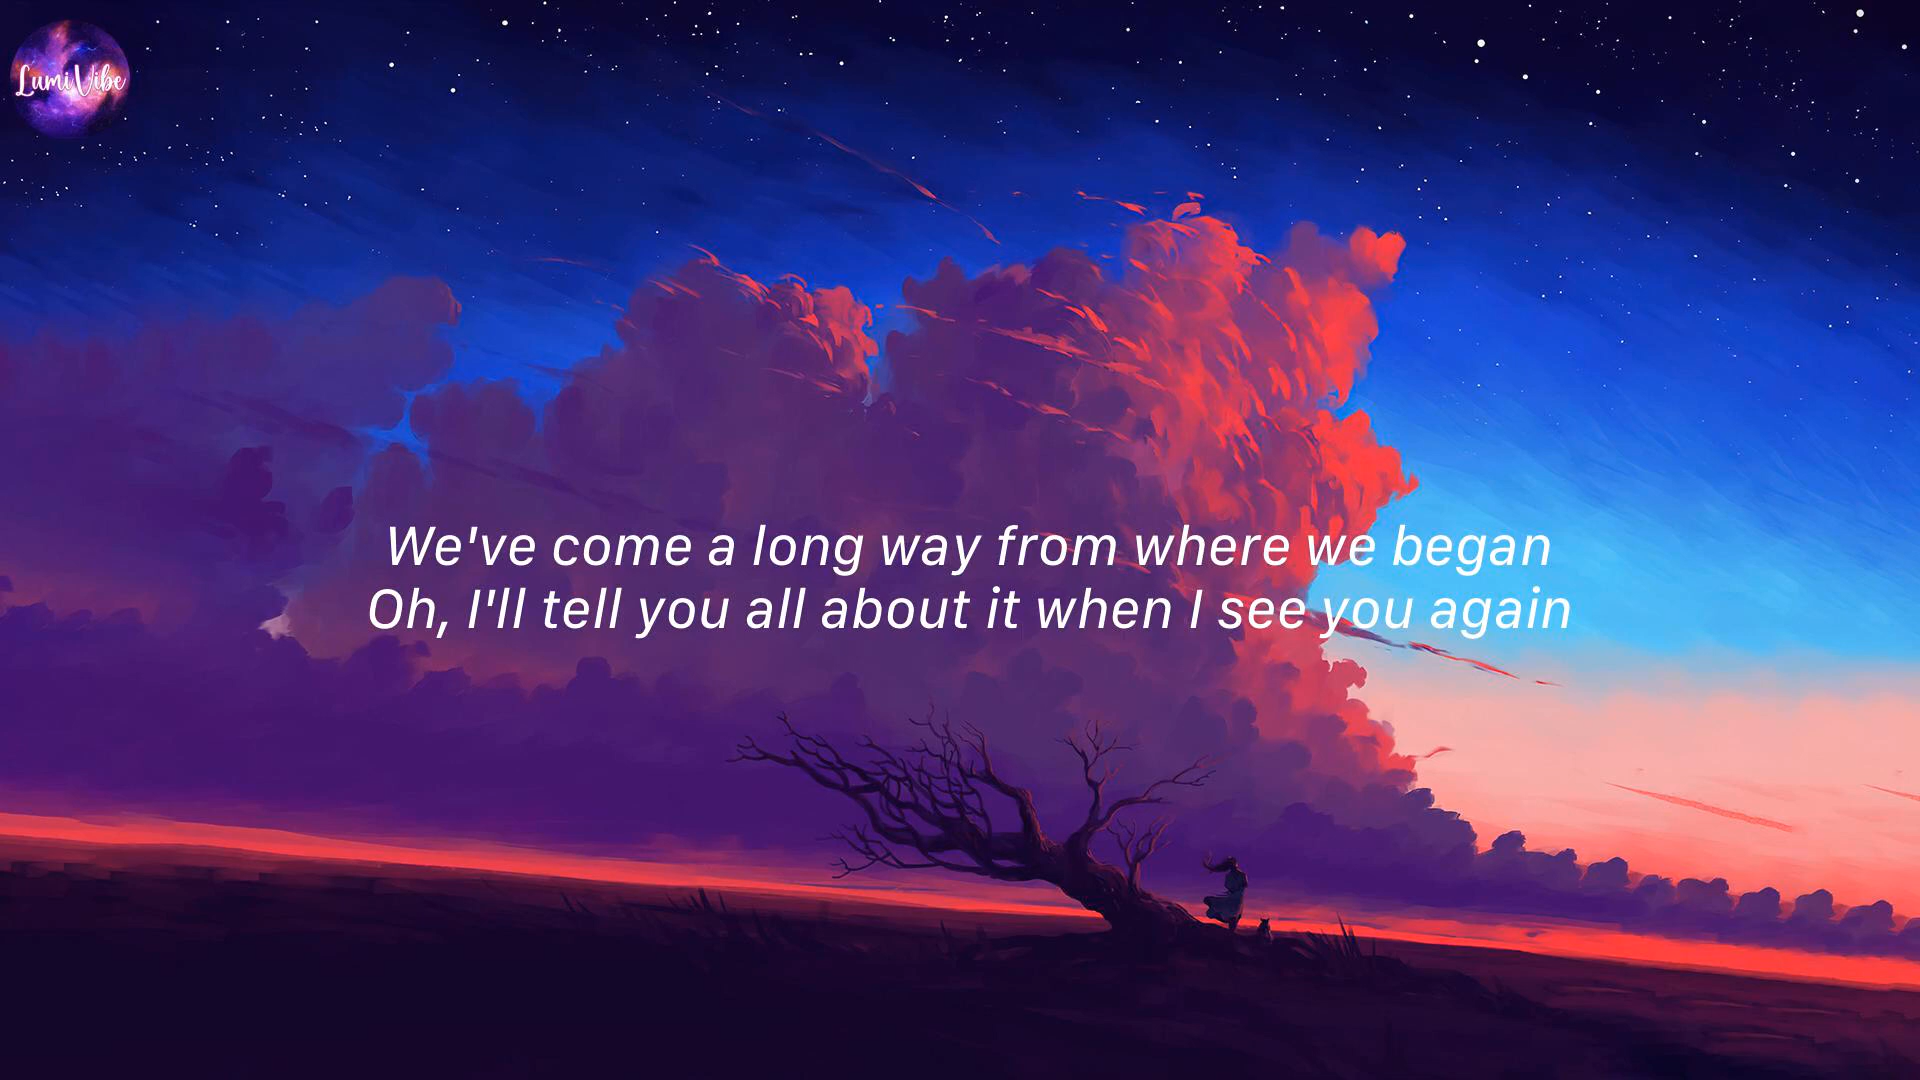 LumiVibe
We've come a long way from where we began
Oh, I'll tell you all about it when I see you again